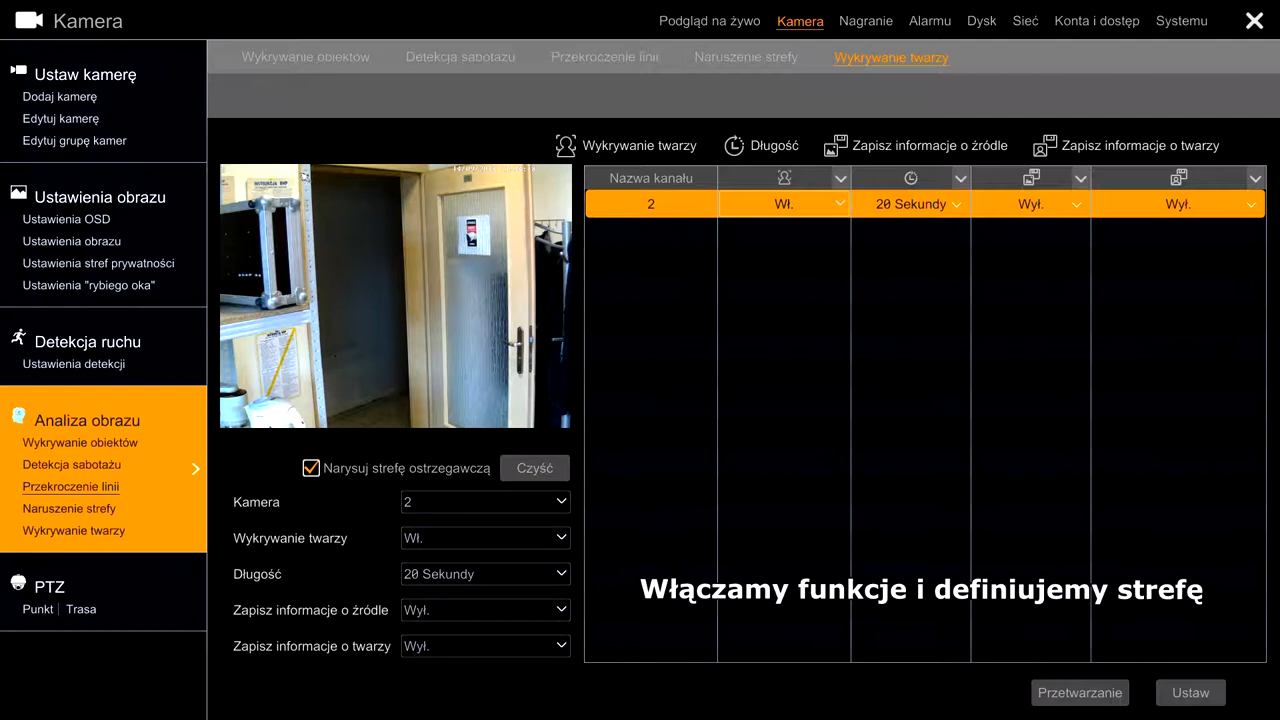 Kamera
Podgląd na żywo Kamera Nagranie Alarmu Dysk Sieć Konta i dostęp Systemu
Wykrywanie obiektów Detekcja sabotażu Przekroczenie linii Naruszenie strefy Wykrywanie twarzy
Ustaw kamerę
Dodaj kamerę
Edytuj kamerę
Edytuj grupę kamer
Ustawienia obrazu
Ustawienia OSD
Ustawienia obrazu
Ustawienia stref prywatności
Ustawienia "rybiego oka"
Detekcja ruchu
Ustawienia detekcji
Analiza obrazu
Wykrywanie obiektów
Detekcja sabotażu
Przekroczenie linii
Naruszenie strefy
Wykrywanie twarzy
PTZ
Punkt Trasa
Wykrywanie twarzy Długość Zapisz informacje o źródle Zapisz informacje o twarzy
Nazwa kanału
2 Wł. 20 Sekundy Wył. Wył.
INSTRUKCJA BHP
Narysuj strefę ostrzegawczą Czyść
Kamera 2
Wykrywanie twarzy Wł.
Długość 20 Sekundy
Zapisz informacje o źródle Wył.
Zapisz informacje o twarzy Wył.
Włączamy funkcje i definiujemy strefę
Przetwarzanie Ustaw